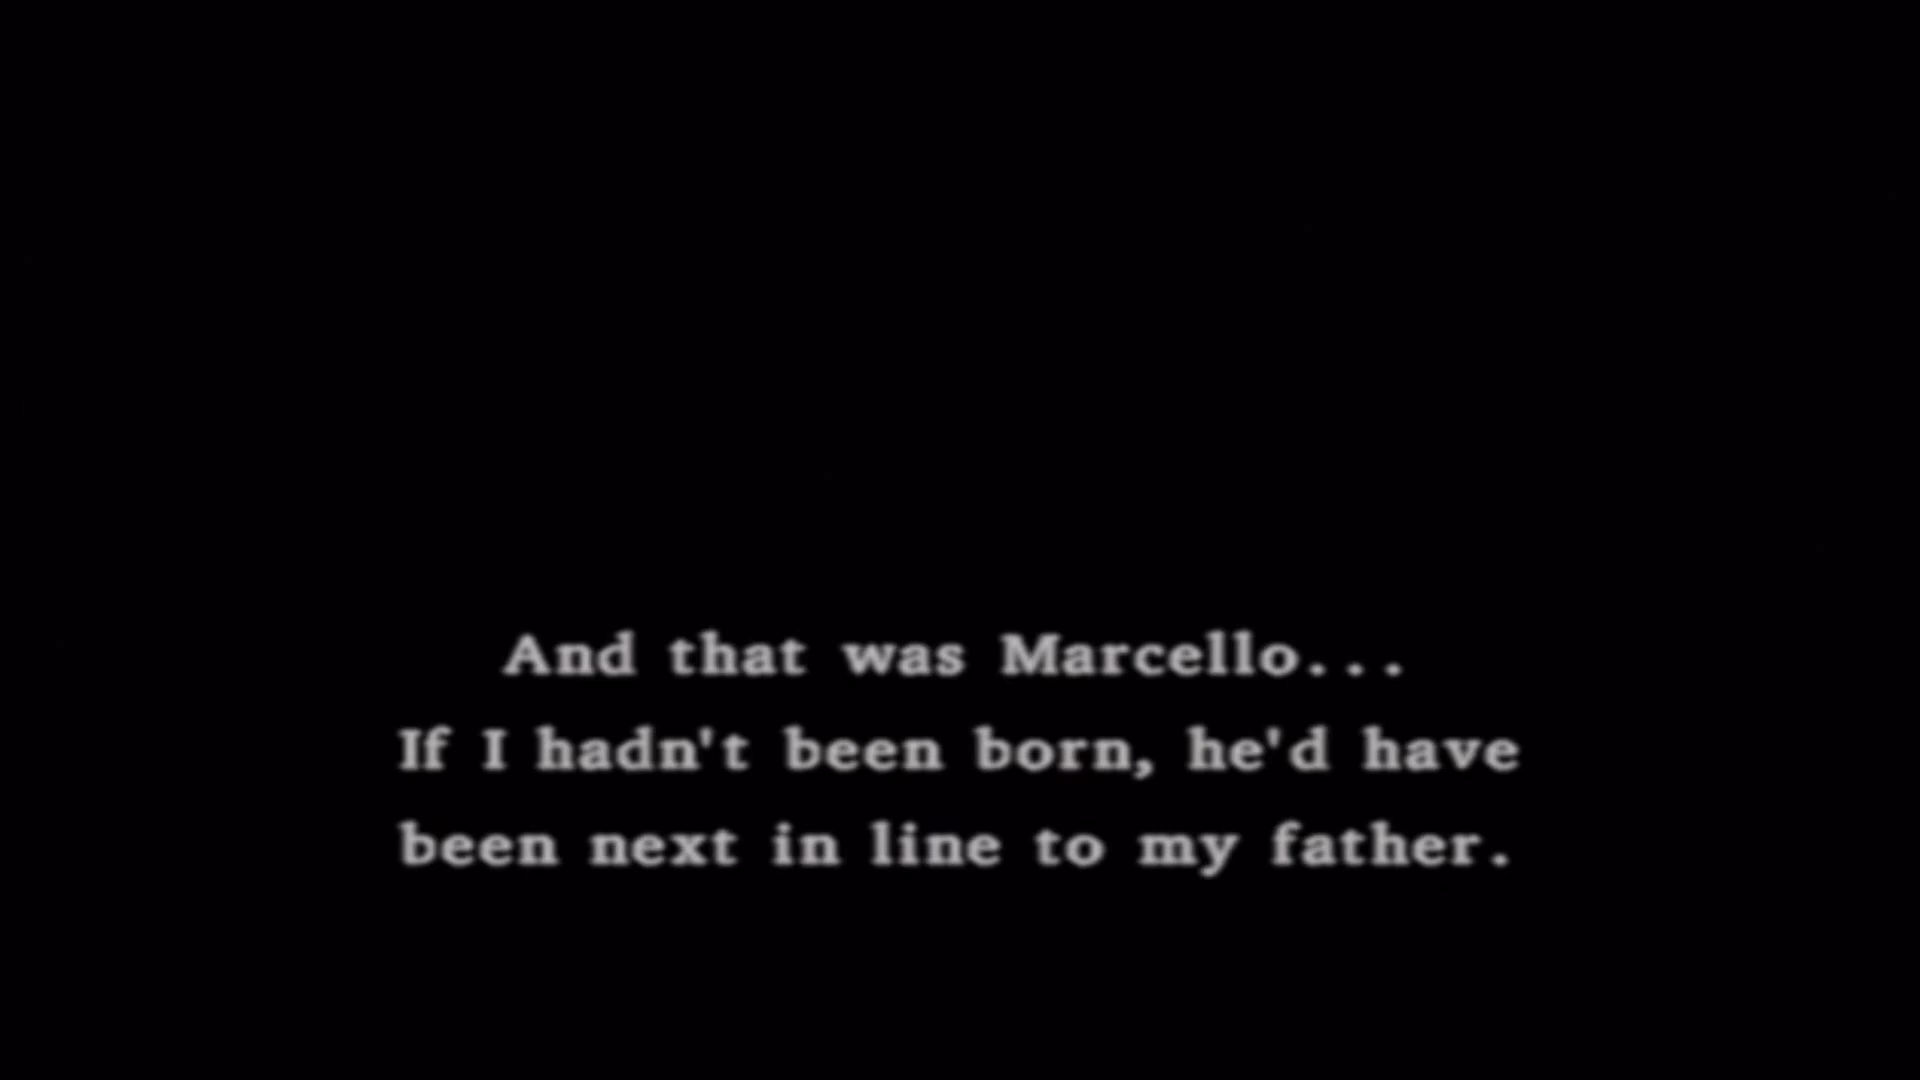 And that was Marcello...
If I hadn't been born, he'd have
been next in line to my father.